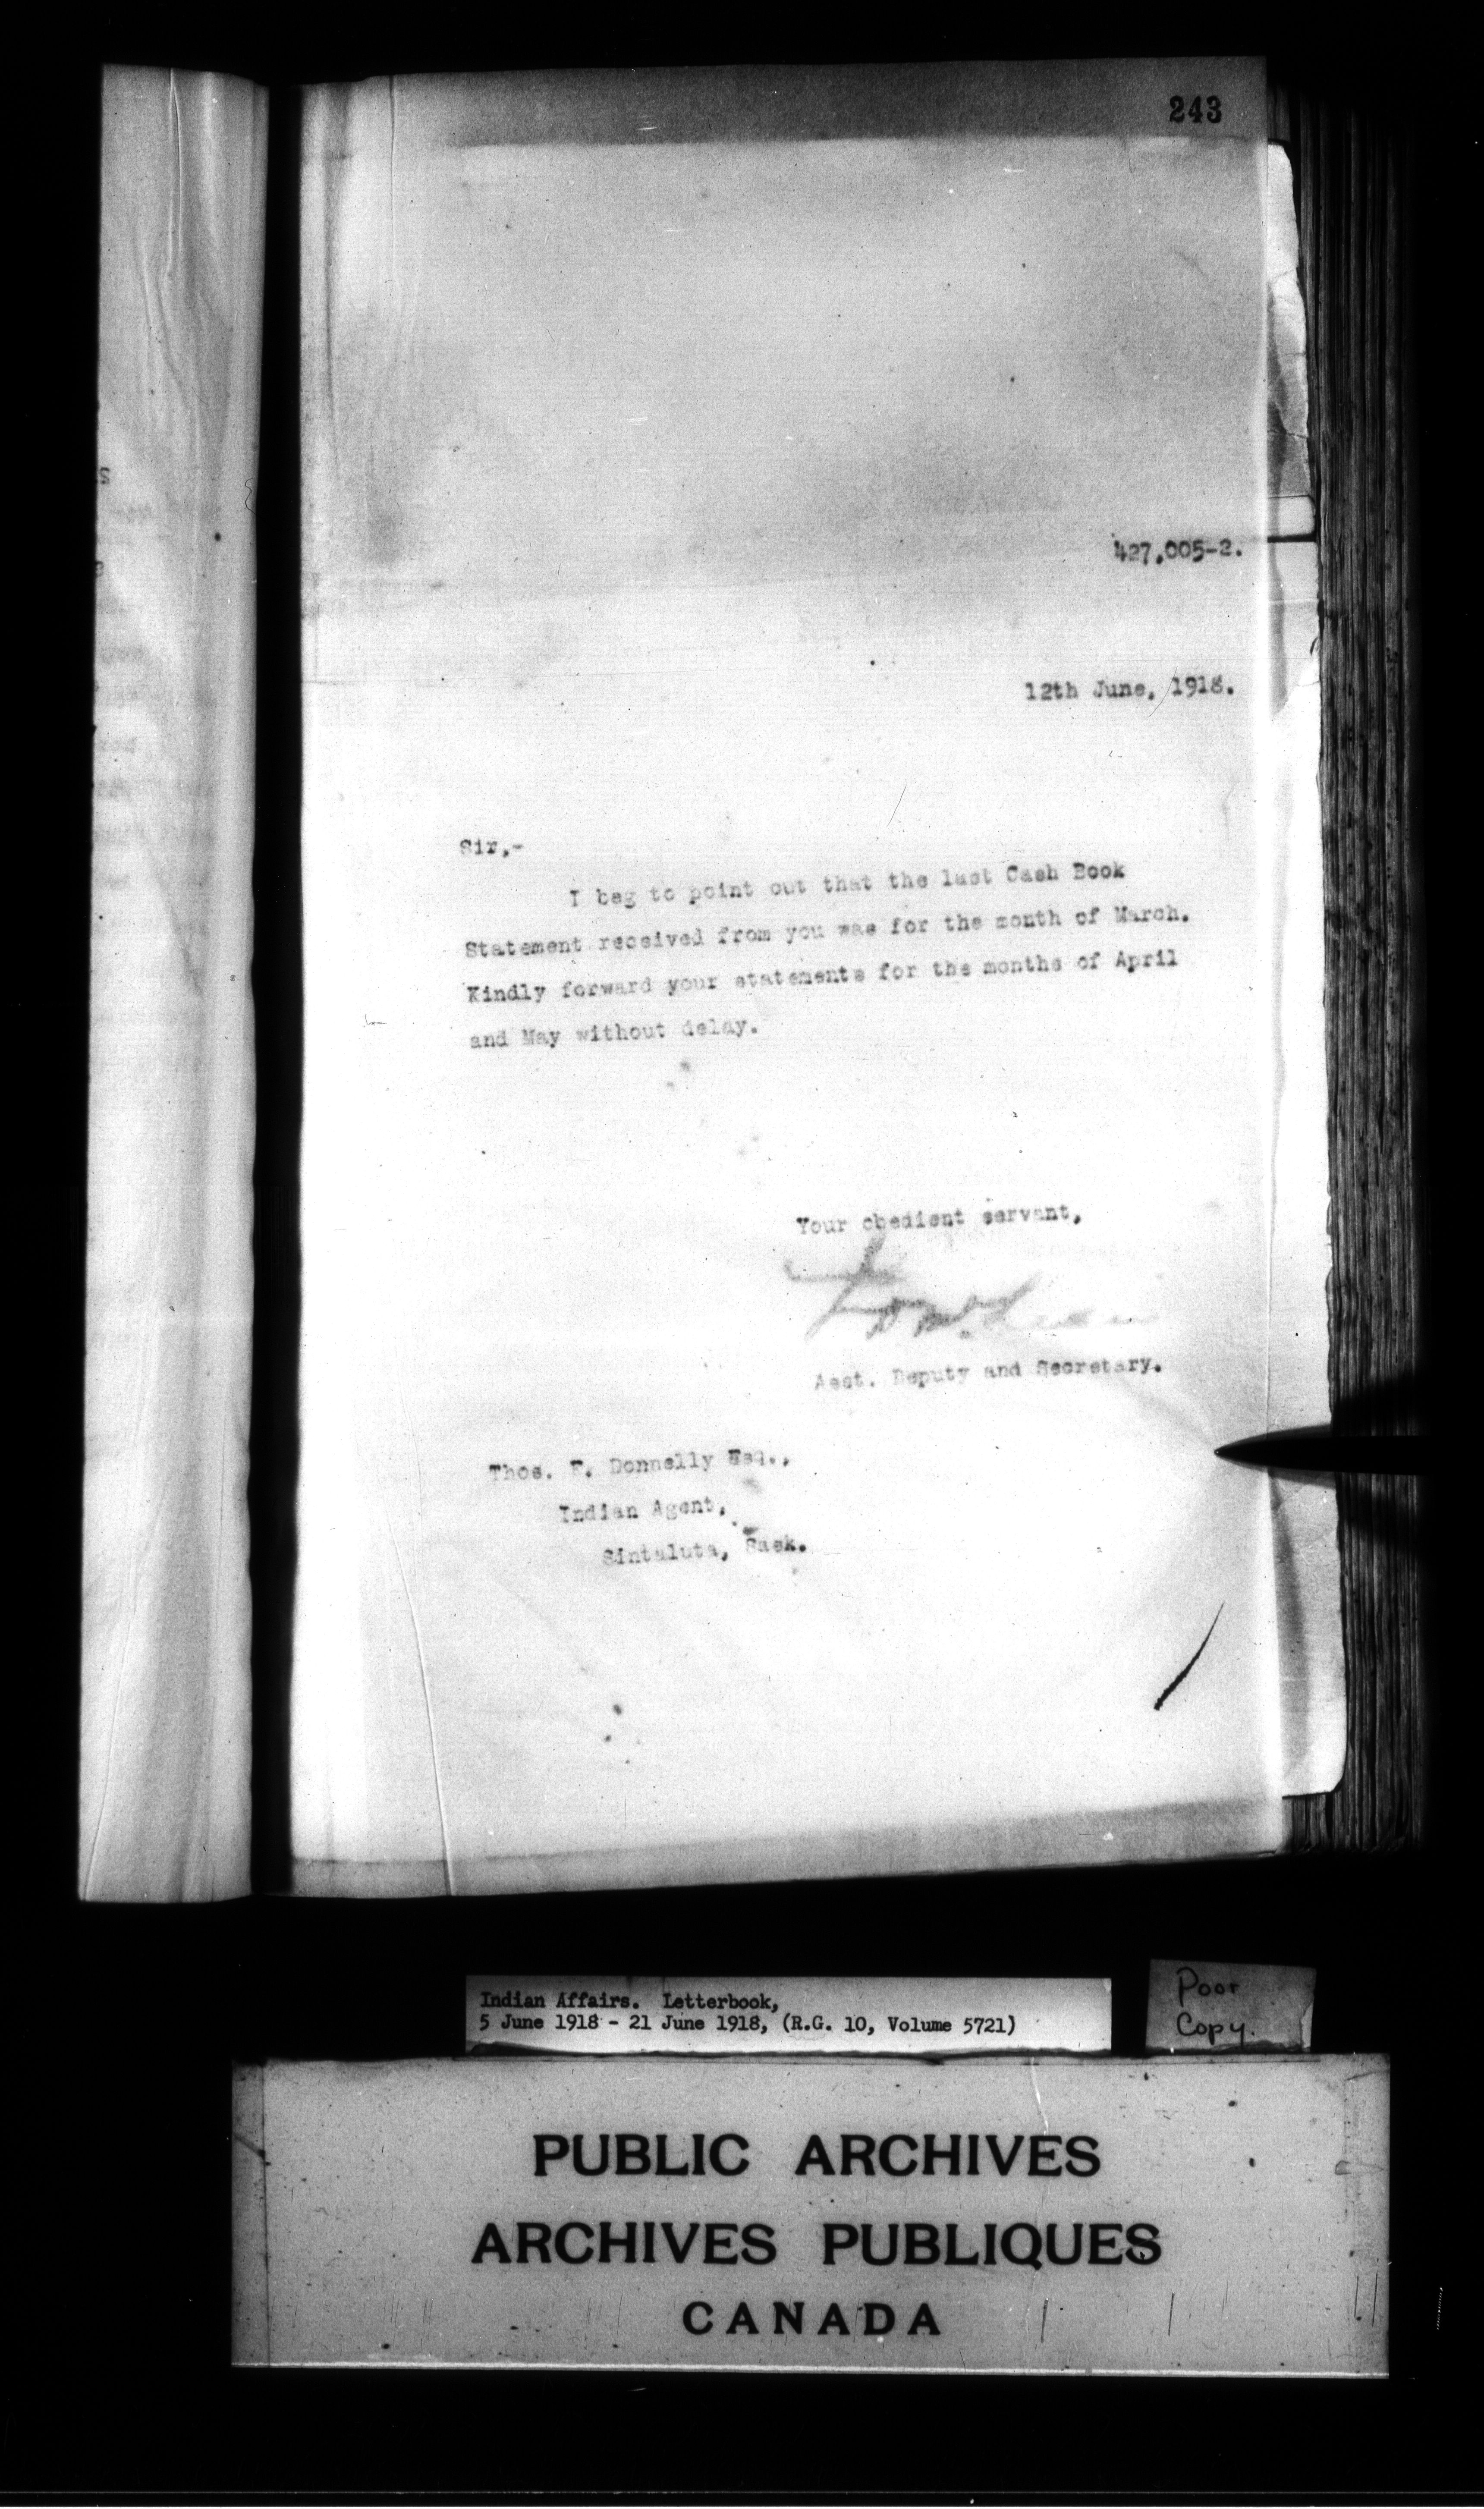 243
427,005-2.
12th June, 1918.
Sir,-
I beg to point out that the last Cash Book
Statement received from you was for the month of March.
Kindly forward your statements for the months of April
and May without delay.
Your obedient servant,
Asst. Deputy and Secretary.
Thos. E. Donnelly Esq.,
Indian Agent,
Sintaluta, Sask.
Indian Affairs. Letterbook,
5 June 1918 - 21 June 1918, (R.G. 10, Volume 5721)
Poor
Copy.
PUBLIC ARCHIVES
ARCHIVES PUBLIQUES
CANADA